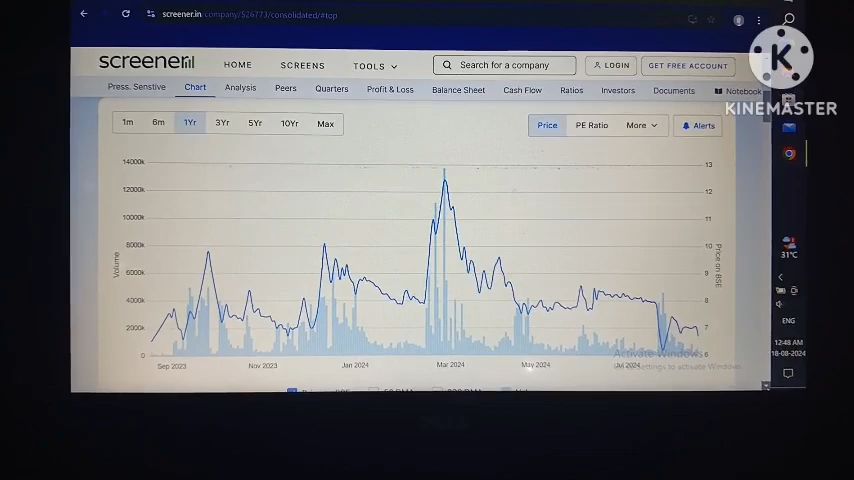 screener.in/company/526773/consolidated/#top
screener
HOME
SCREENS
TOOLS
Search for a company
LOGIN
GET FREE ACCOUNT
Press. Senstive
Chart
Analysis
Peers
Quarters
Profit & Loss
Balance Sheet
Cash Flow
Ratios
Investors
Documents
Notebook
KINEMASTER
1m
6m
1Yr
3Yr
5Yr
10Yr
Max
Price
PE Ratio
More
Alerts
14000k
12000k
10000k
8000k
6000k
4000k
2000k
0
Volume
13
12
11
10
9
8
7
6
Price on BSE
Sep 2023
Nov 2023
Jan 2024
Mar 2024
May 2024
Jul 2024
Activate Windows
Settings to activate Windows.
31°C
ENG
12:48 AM
18-08-2024